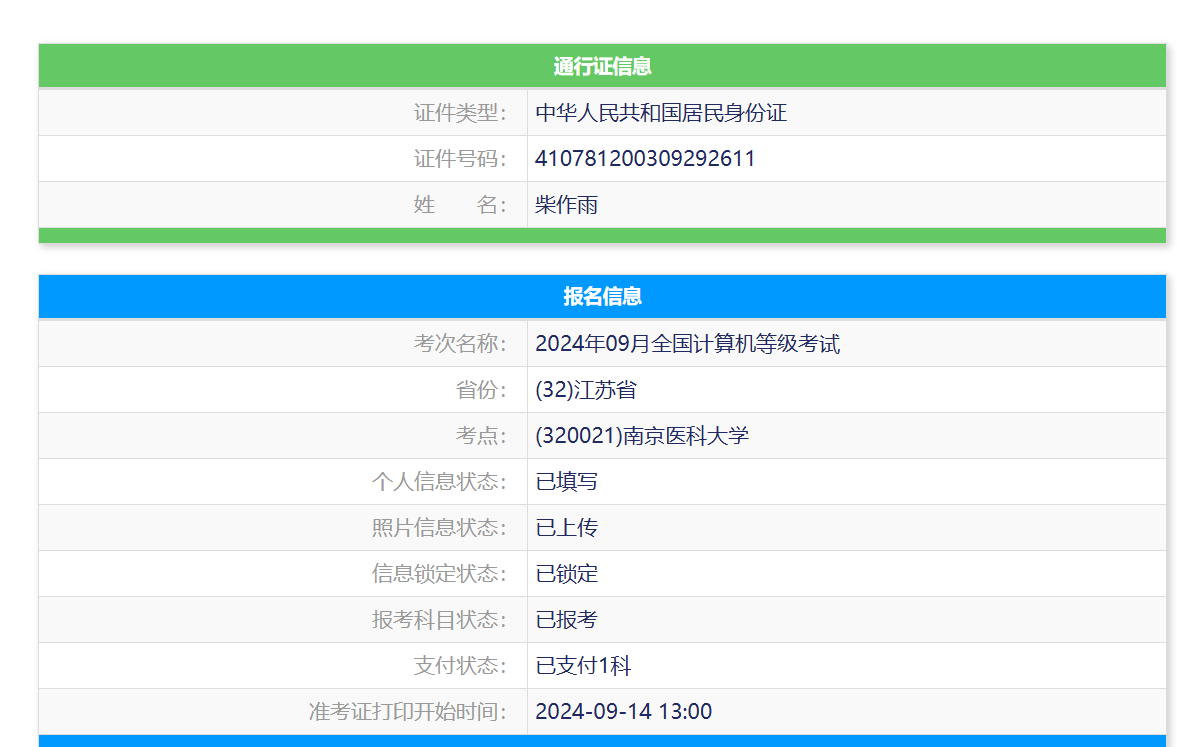 通行证信息
证件类型： 中华人民共和国居民身份证
证件号码： 410781200309292611
姓　　名： 柴作雨
报名信息
考次名称： 2024年09月全国计算机等级考试
省份： (32)江苏省
考点： (320021)南京医科大学
个人信息状态： 已填写
照片信息状态： 已上传
信息锁定状态： 已锁定
报考科目状态： 已报考
支付状态： 已支付1科
准考证打印开始时间： 2024-09-14 13:00